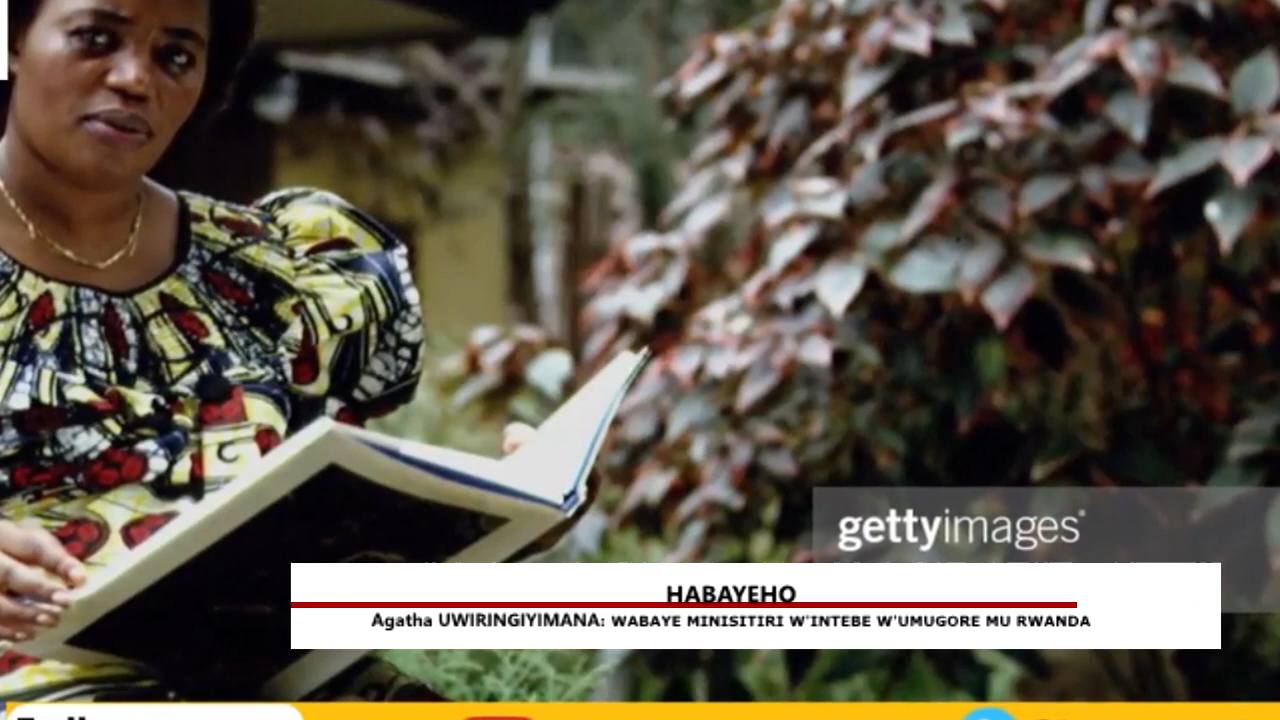 gettyimages®
HABAYEHO
Agatha UWIRINGIYIMANA: WABAYE MINISITIRI W'INTEBE W'UMUGORE MU RWANDA